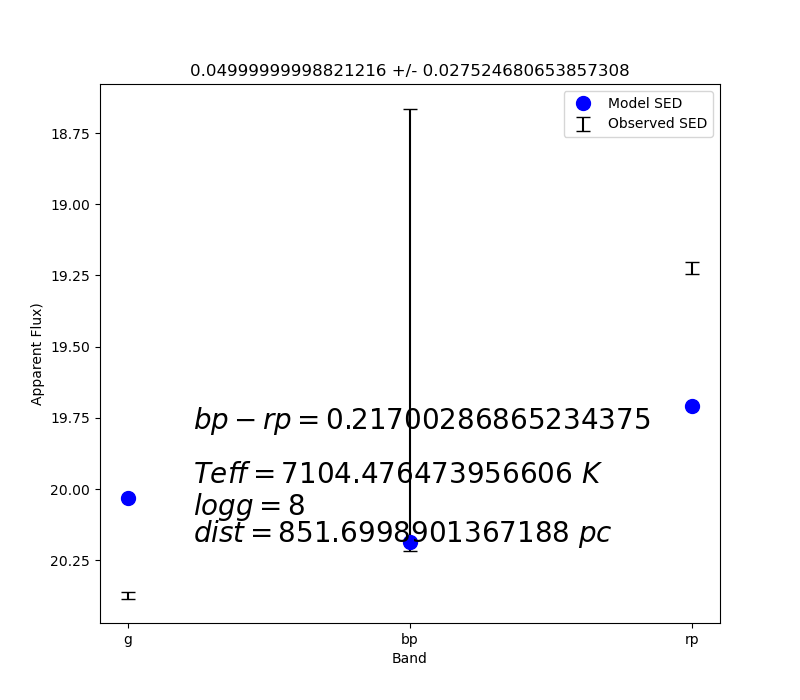 0.04999999998821216 +/- 0.027524680653857308
Model SED
Observed SED
18.75
19.00
19.25
19.50
19.75
20.00
20.25
Apparent Flux)
bp − rp = 0.21700286865234375
Teff = 7104.476473956606 K
logg = 8
dist = 851.6998901367188 pc
g
bp
rp
Band